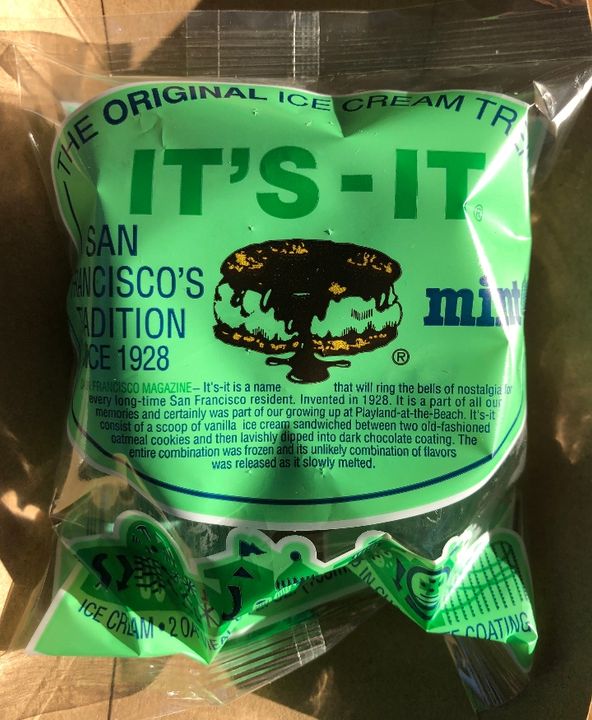 THE ORIGINAL ICE CREAM TR
IT'S-IT®
SAN
ANCISCO'S
ADITION
CE 1928
mint
®
FRANCISCO MAGAZINE— It's-it is a name that will ring the bells of nostalgia for
every long-time San Francisco resident. Invented in 1928. It is a part of all our
memories and certainly was part of our growing up at Playland-at-the-Beach. It's-it
consist of a scoop of vanilla ice cream sandwiched between two old-fashioned
oatmeal cookies and then lavishly dipped into dark chocolate coating. The
entire combination was frozen and its unlikely combination of flavors
was released as it slowly melted.
ICE CREAM • 2 OA
COATING